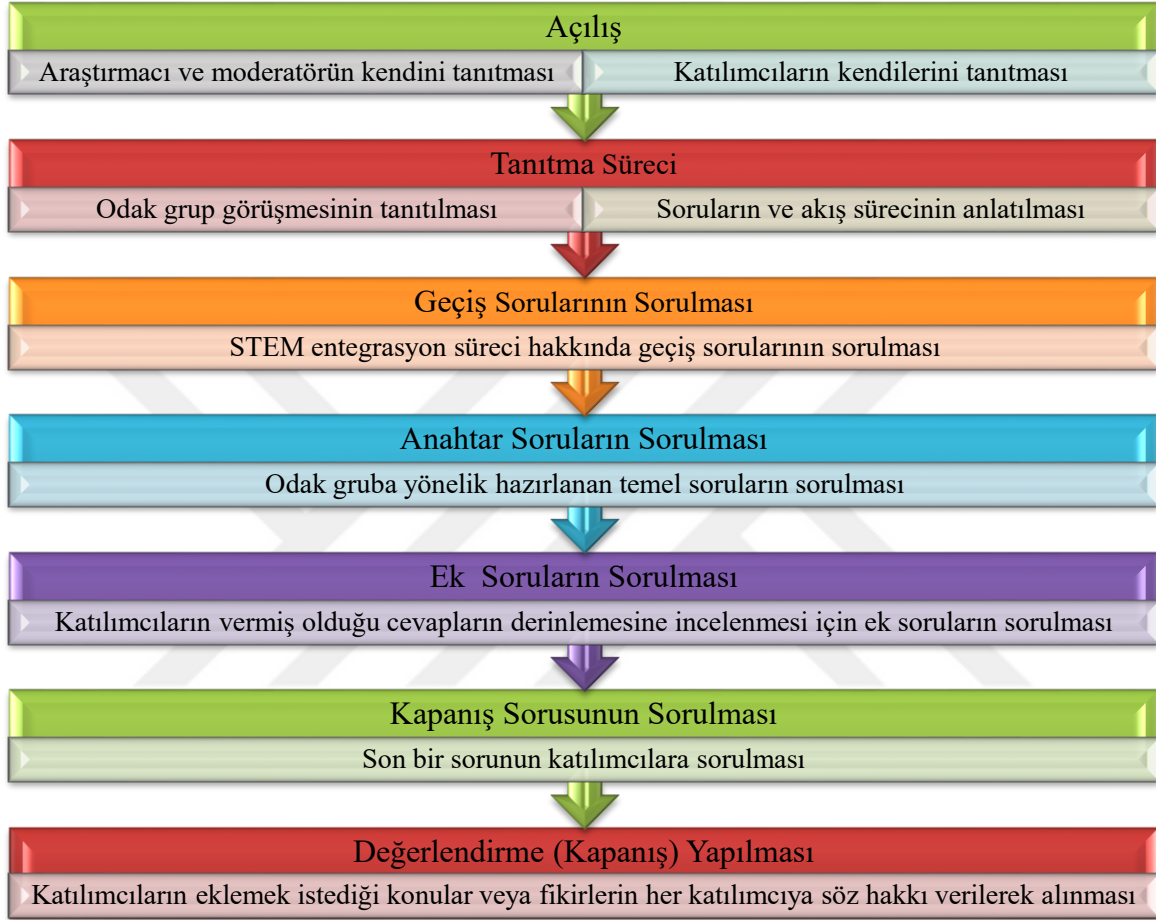 Açılış
Araştırmacı ve moderatörün kendini tanıtması
Katılımcıların kendilerini tanıtması
Tanıtma Süreci
Odak grup görüşmesinin tanıtılması
Soruların ve akış sürecinin anlatılması
Geçiş Sorularının Sorulması
STEM entegrasyon süreci hakkında geçiş sorularının sorulması
Anahtar Soruların Sorulması
Odak gruba yönelik hazırlanan temel soruların sorulması
Ek  Soruların Sorulması
Katılımcıların vermiş olduğu cevapların derinlemesine incelenmesi için ek soruların sorulması
Kapanış Sorusunun Sorulması
Son bir sorunun katılımcılara sorulması
Değerlendirme (Kapanış) Yapılması
Katılımcıların eklemek istediği konular veya fikirlerin her katılımcıya söz hakkı verilerek alınması